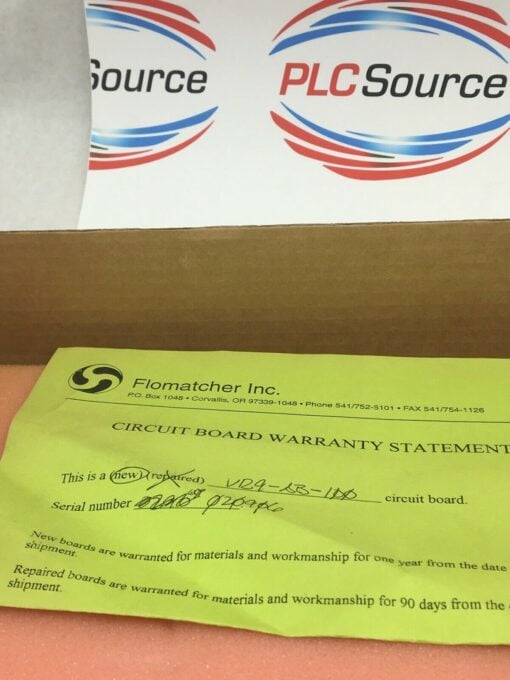 Source
PLCSource
Flomatcher Inc.
P.O. Box 1048 • Corvallis, OR 97339-1048 • Phone 541/752-5101 • FAX 541/754-1126
CIRCUIT BOARD WARRANTY STATEMENT
This is a (new) (repaired) circuit board.
Serial number
New boards are warranted for materials and workmanship for one year from the date
shipment.
Repaired boards are warranted for materials and workmanship for 90 days from the
shipment.